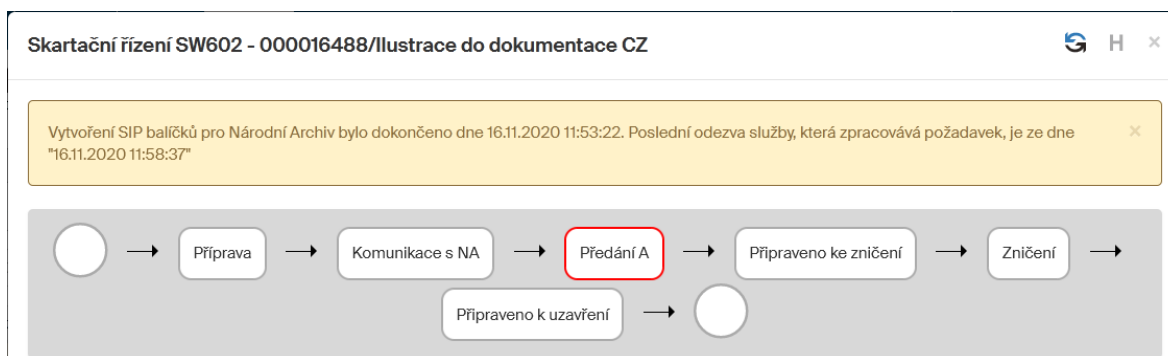 Skartační řízení SW602 - 000016488/Ilustrace do dokumentace CZ
H ×
Vytvoření SIP balíčků pro Národní Archiv bylo dokončeno dne 16.11.2020 11:53:22. Poslední odezva služby, která zpracovává požadavek, je ze dne ×
"16.11.2020 11:58:37"
Příprava Komunikace s NA Předání A Připraveno ke zničení Zničení
Připraveno k uzavření